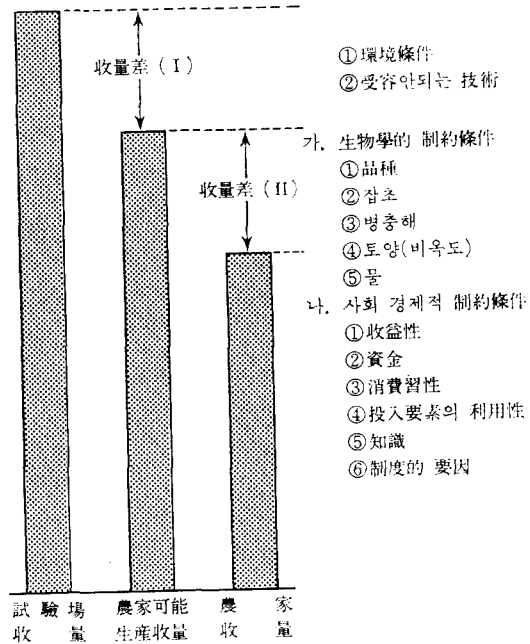 收量差 ( I )
① 環境條件
② 受容안되는 技術
收量差 ( II )
가. 生物學的 制約條件
① 品種
② 잡초
③ 병충해
④ 토양(비옥도)
⑤ 물
나. 사회 경제적 制約條件
① 收益性
② 資金
③ 消費習性
④ 投入要素의 利用性
⑤ 知識
⑥ 制度的 要因
試 驗 場
收 量
農家可能
生産收量
農 家
收 量